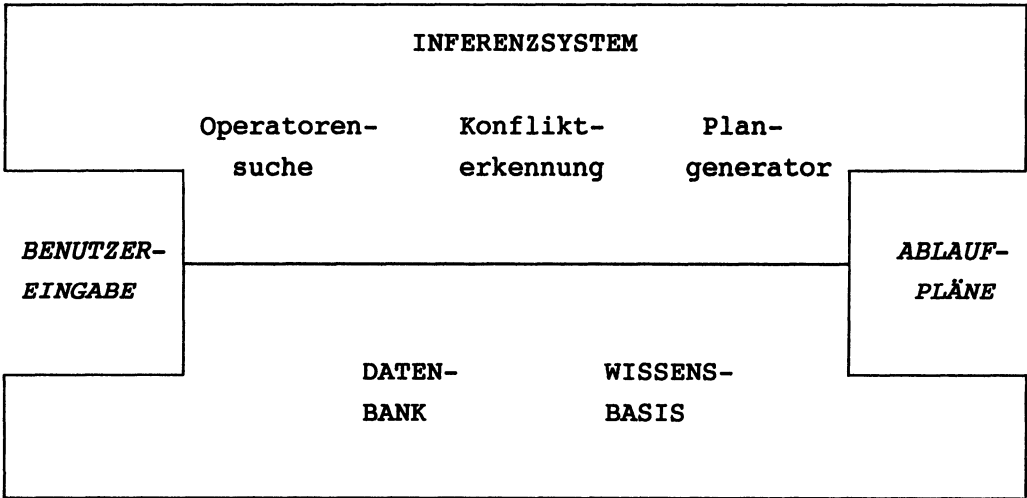 INFERENZSYSTEM
Operatoren- Konflikt- Plan-
suche erkennung generator
BENUTZER- ABLAUF-
EINGABE PLÄNE
DATEN- WISSENS-
BANK BASIS